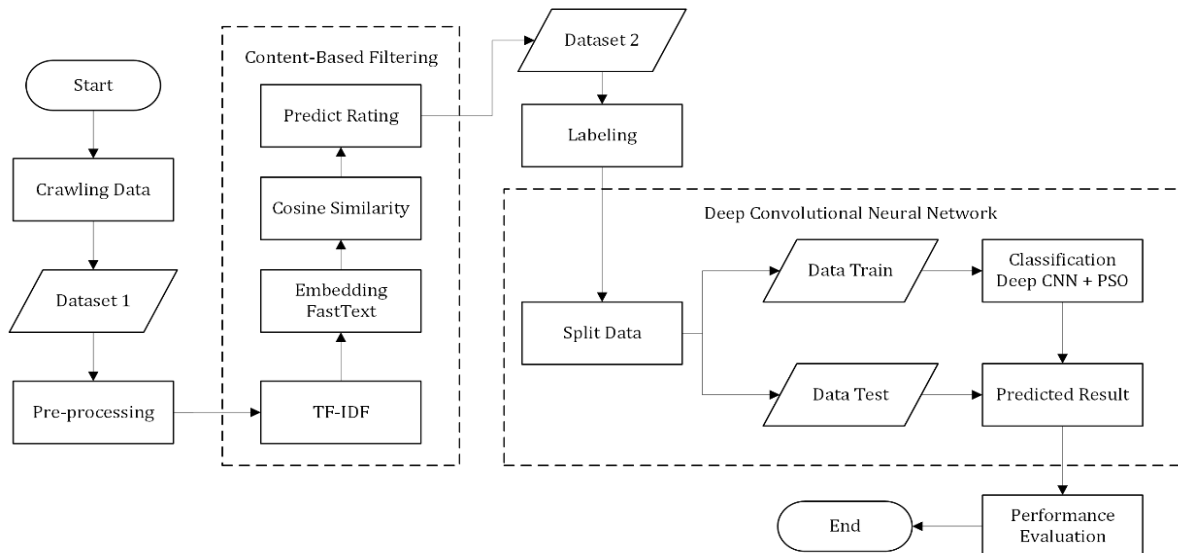 Start
Crawling Data
Dataset 1
Pre-processing
Content-Based Filtering
Predict Rating
Cosine Similarity
Embedding
FastText
TF-IDF
Dataset 2
Labeling
Deep Convolutional Neural Network
Split Data
Data Train
Classification
Deep CNN + PSO
Data Test
Predicted Result
Performance
Evaluation
End